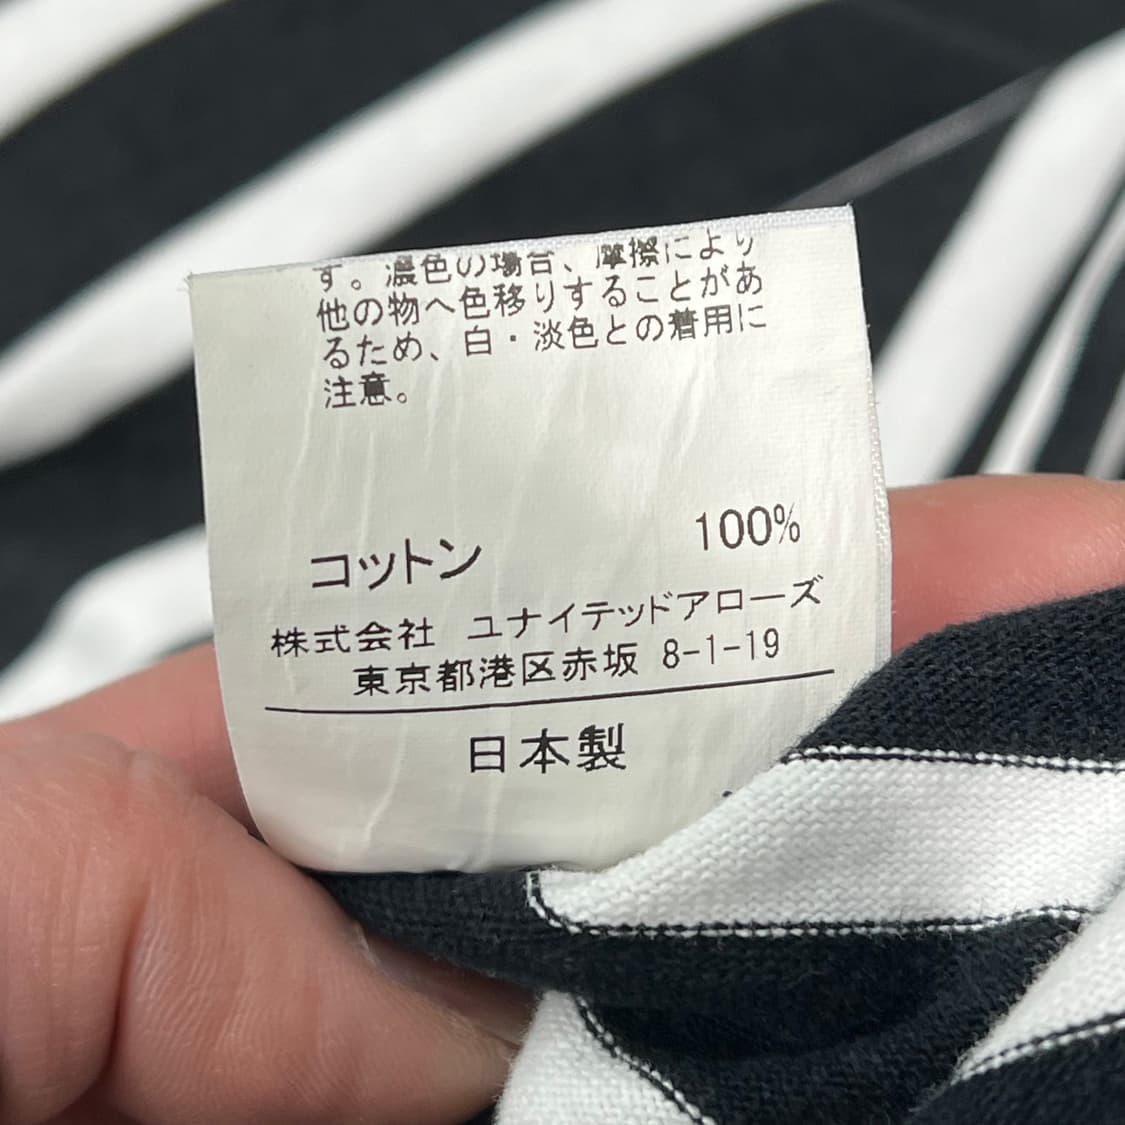 す。濃色の場合、摩擦により
他の物へ色移りすることがあ
るため、白・淡色との着用に
注意。
コットン 100%
株式会社 ユナイテッドアローズ
東京都港区赤坂 8-1-19
日本製